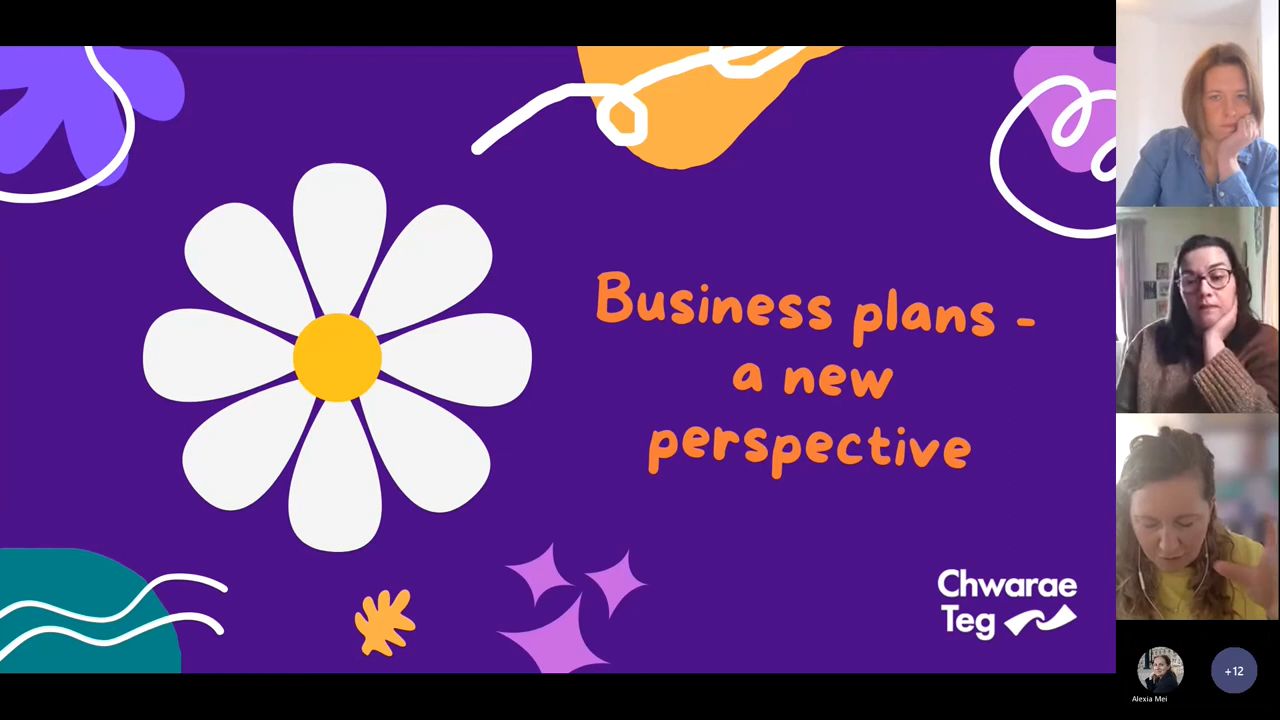 Business plans -
a new
perspective
Chwarae
Teg
Alexia Mei
+12